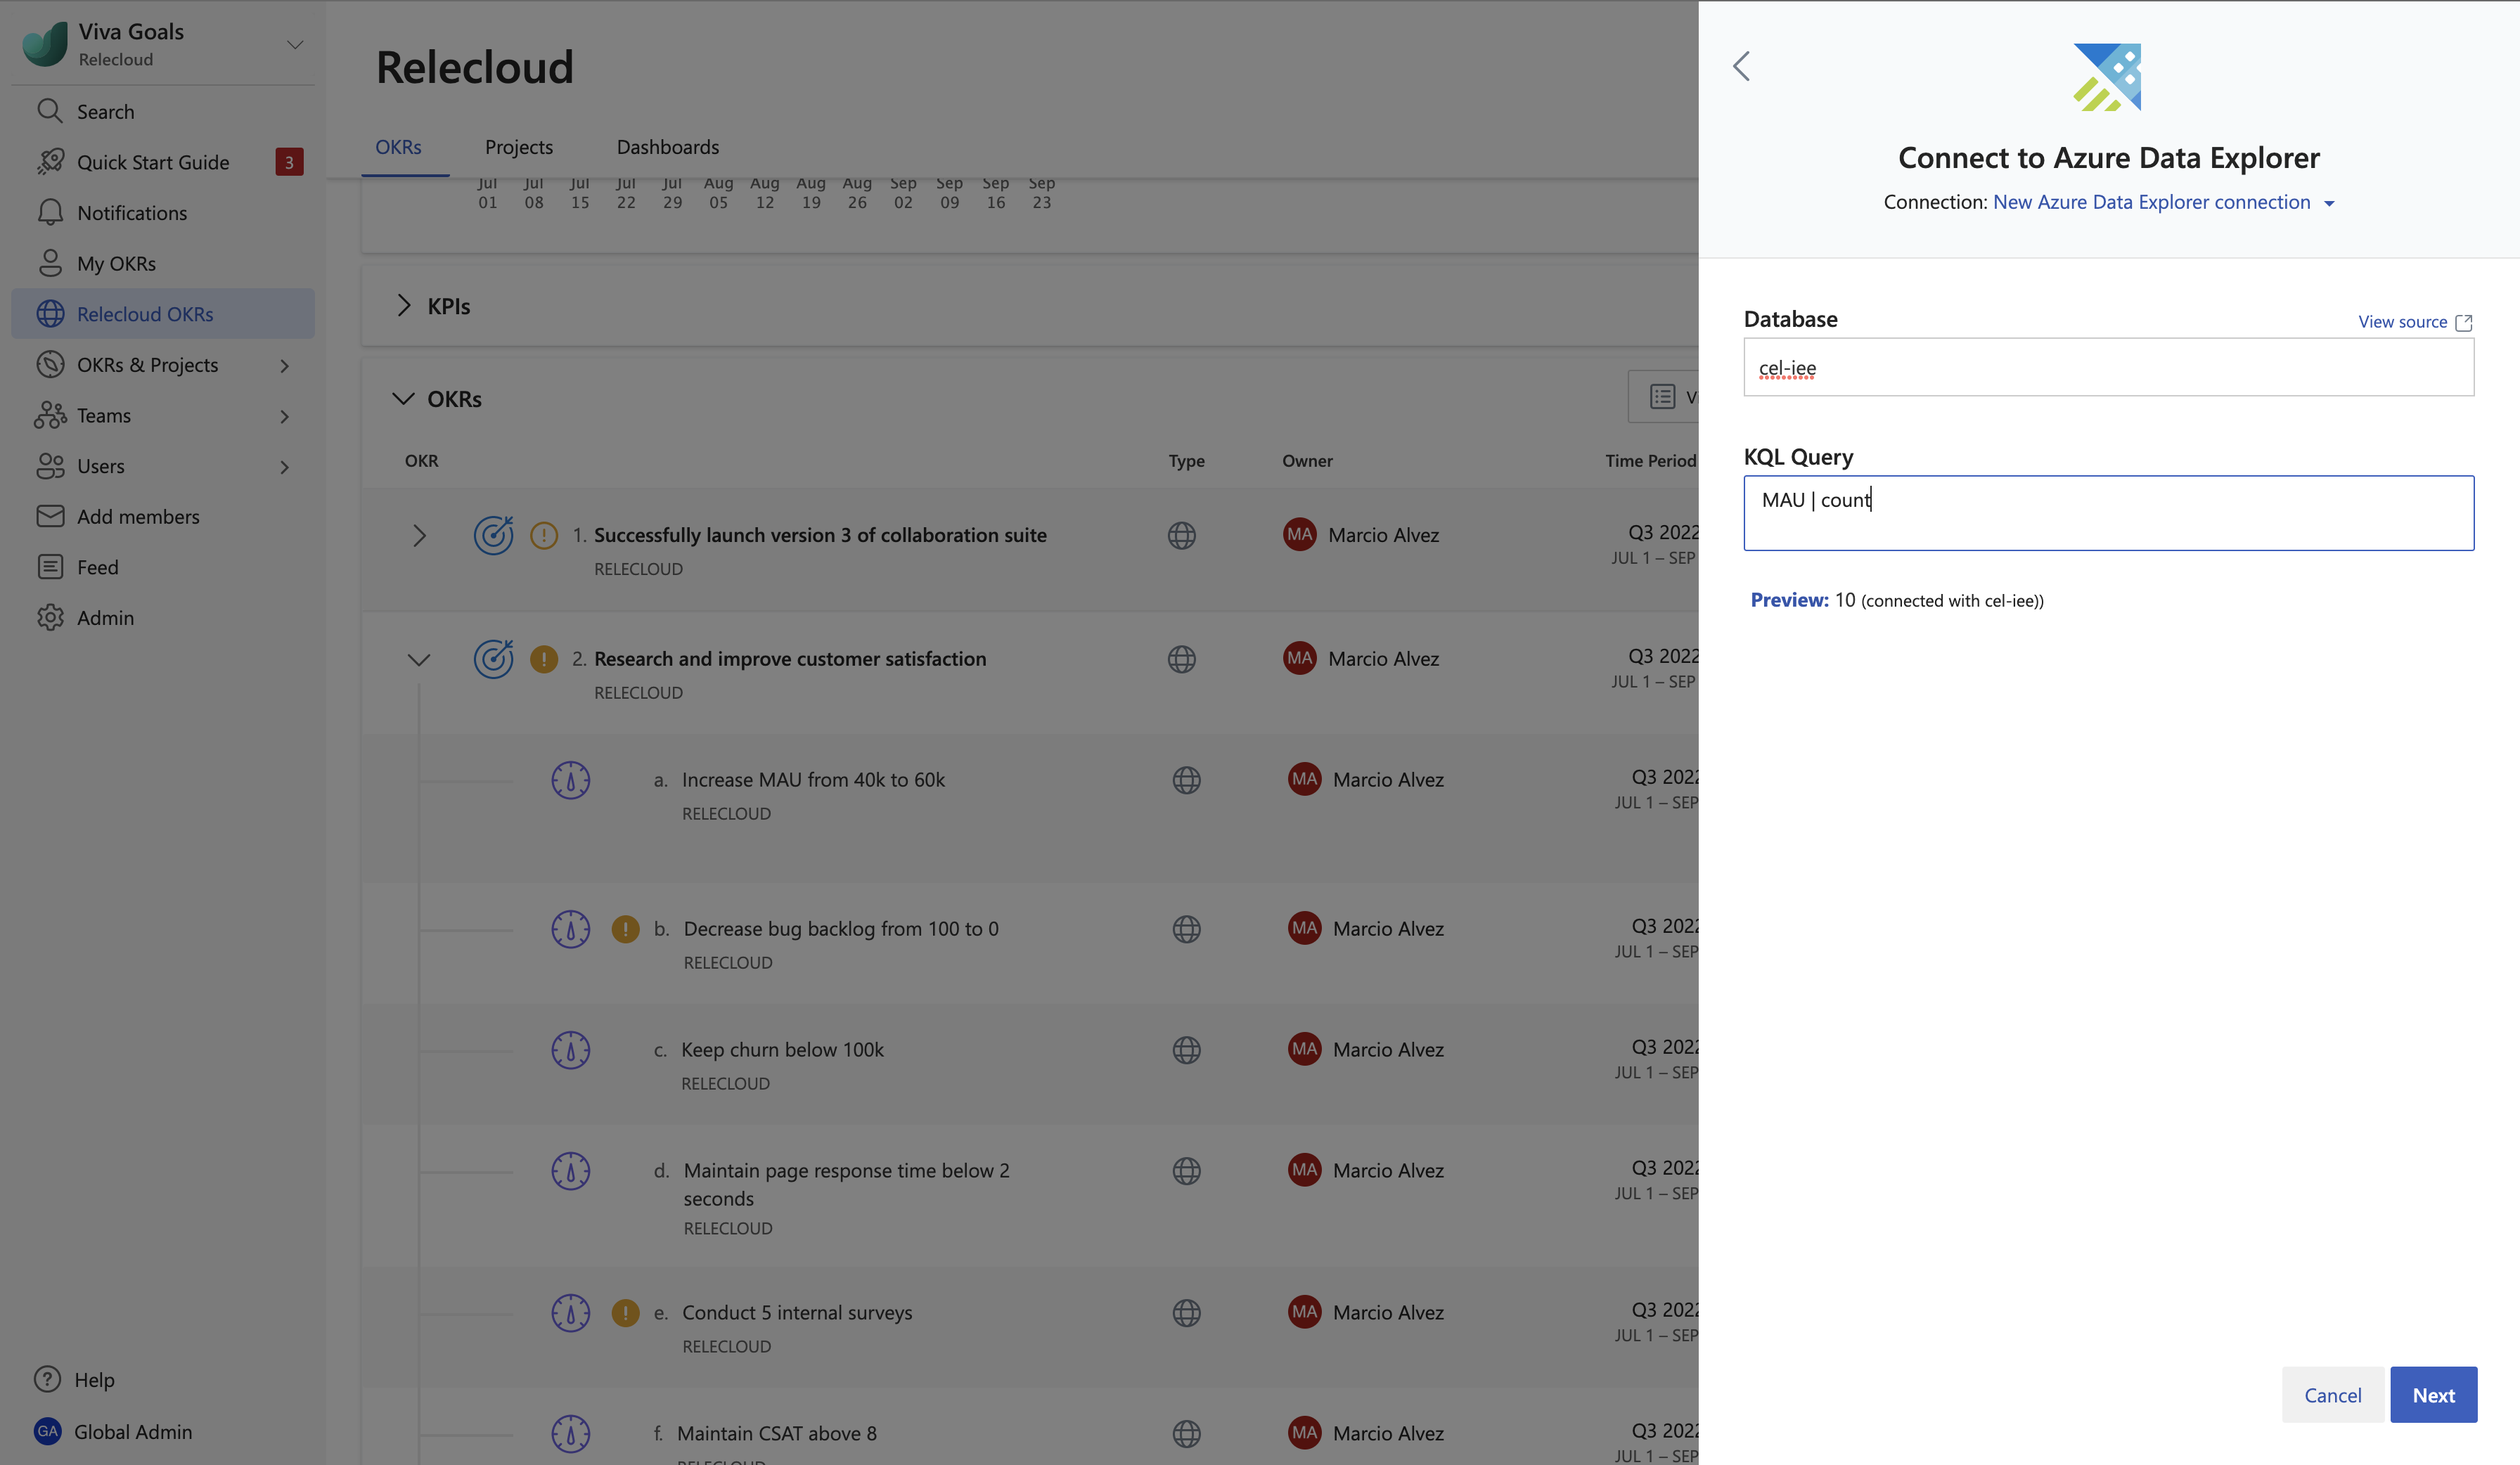 Viva Goals
Relecloud
Search
Quick Start Guide 3
Notifications
My OKRs
Relecloud OKRs
OKRs & Projects
Teams
Users
Add members
Feed
Admin
Help
GA Global Admin
Relecloud
OKRs Projects Dashboards
Jul Jul Jul Jul Jul Aug Aug Aug Aug Sep Sep Sep Sep
01 08 15 22 29 05 12 19 26 02 09 16 23
KPIs
OKRs
OKR Type Owner Time Period
1. Successfully launch version 3 of collaboration suite MA Marcio Alvez Q3 2022
RELECLOUD JUL 1 – SEP
2. Research and improve customer satisfaction MA Marcio Alvez Q3 2022
RELECLOUD JUL 1 – SEP
a. Increase MAU from 40k to 60k MA Marcio Alvez Q3 2022
RELECLOUD JUL 1 – SEP
b. Decrease bug backlog from 100 to 0 MA Marcio Alvez Q3 2022
RELECLOUD JUL 1 – SEP
c. Keep churn below 100k MA Marcio Alvez Q3 2022
RELECLOUD JUL 1 – SEP
d. Maintain page response time below 2 MA Marcio Alvez Q3 2022
seconds JUL 1 – SEP
RELECLOUD
e. Conduct 5 internal surveys MA Marcio Alvez Q3 2022
RELECLOUD JUL 1 – SEP
f. Maintain CSAT above 8 MA Marcio Alvez Q3 2022
RELECLOUD JUL 1 – SEP
Connect to Azure Data Explorer
Connection: New Azure Data Explorer connection
Database View source
cel-iee
KQL Query
MAU | count
Preview: 10 (connected with cel-iee))
Cancel Next